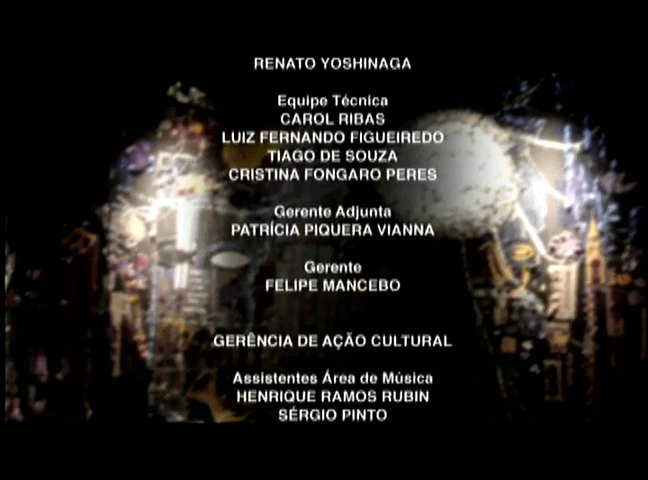 RENATO YOSHINAGA
Equipe Técnica
CAROL RIBAS
LUIZ FERNANDO FIGUEIREDO
TIAGO DE SOUZA
CRISTINA FONGARO PERES
Gerente Adjunta
PATRÍCIA PIQUERA VIANNA
Gerente
FELIPE MANCEBO
GERÊNCIA DE AÇÃO CULTURAL
Assistentes Área de Música
HENRIQUE RAMOS RUBIN
SÉRGIO PINTO